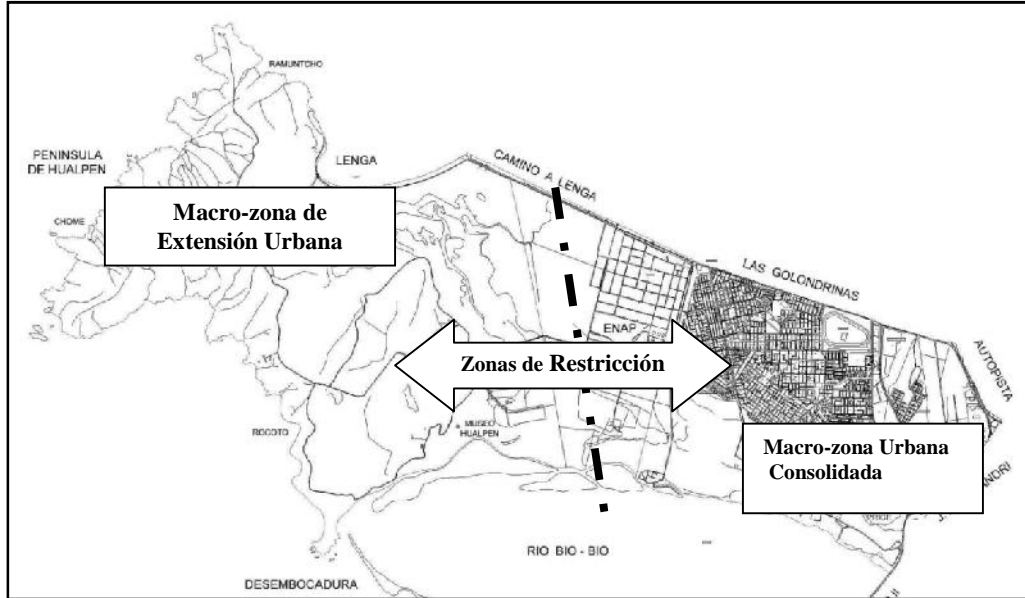 RAMUNTCHO
PENINSULA
DE HUALPEN
LENGA
CAMINO A LENGA
Macro-zona de
Extensión Urbana
CHOME
LAS GOLONDRINAS
ENAP
AUTOPISTA
Zonas de Restricción
ROCOTO
MUSEO
HUALPEN
Macro-zona Urbana
Consolidada
RIO BIO - BIO
DESEMBOCADURA